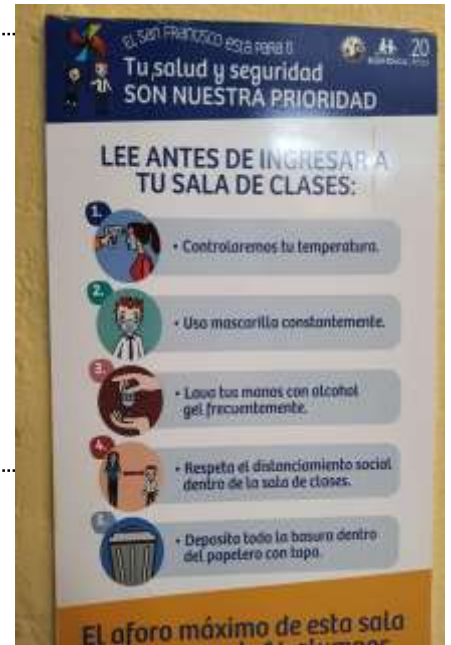 EL San Francisco está para ti
Tu salud y seguridad
SON NUESTRA PRIORIDAD
20
LEE ANTES DE INGRESAR A
TU SALA DE CLASES:
1.
• Controlaremos tu temperatura.
2.
• Usa mascarilla constantemente.
3.
• Lava tus manos con alcohol
gel frecuentemente.
4.
• Respeta el distanciamiento social
dentro de la sala de clases.
• Deposita toda la basura dentro
del papelero con tapa.
El aforo máximo de esta sala
alumnos